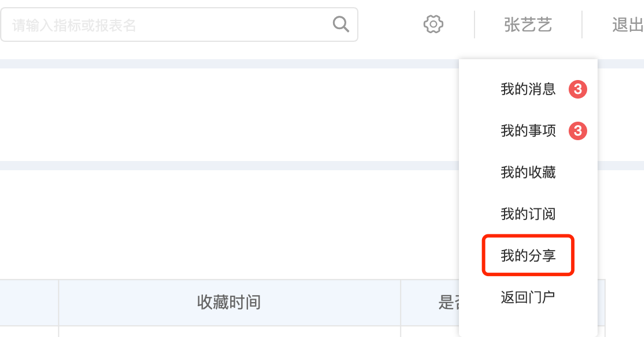 请输入指标或报表名
张艺艺
退出
我的消息 3
我的事项 3
我的收藏
我的订阅
我的分享
返回门户
收藏时间
是